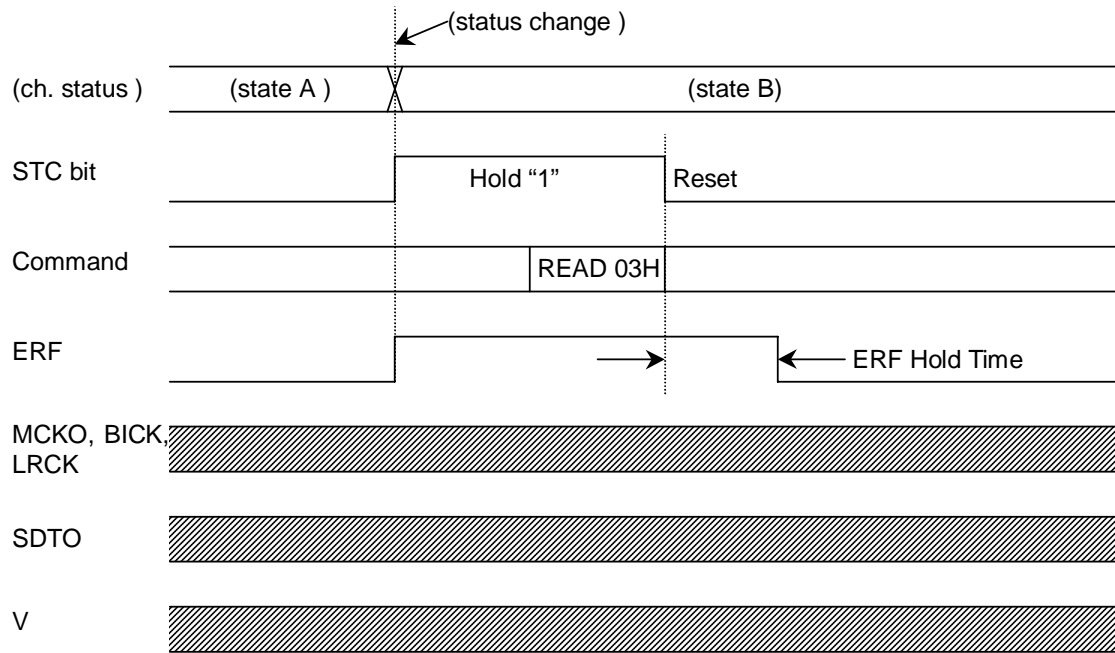 (status change )
(ch. status )
(state A )
(state B)
STC bit
Hold “1”
Reset
Command
READ 03H
ERF
ERF Hold Time
MCKO, BICK,
LRCK
SDTO
V